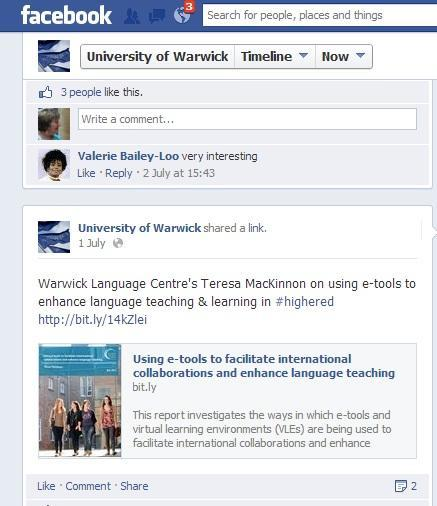 facebook
3
Search for people, places and things
University of Warwick Timeline Now
3 people like this.
Write a comment...
Valerie Bailey-Loo very interesting
Like · Reply · 2 July at 15:43
University of Warwick shared a link.
1 July
Warwick Language Centre's Teresa MacKinnon on using e-tools to
enhance language teaching & learning in #highered
http://bit.ly/14kZlei
Using e-tools to facilitate international
collaborations and enhance language teaching
bit.ly
This report investigates the ways in which e-tools and
virtual learning environments (VLEs) are being used to
facilitate international collaborations and enhance
Like · Comment · Share
2